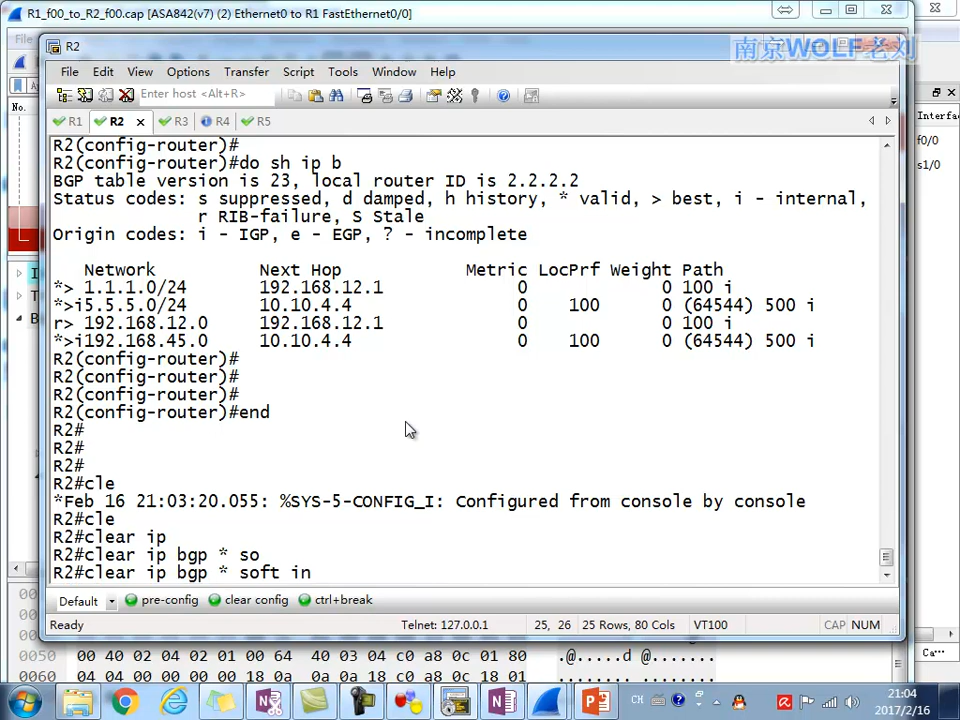 R1_f00_to_R2_f00.cap [ASA842(v7) (2) Ethernet0 to R1 FastEthernet0/0]
R2
南京WOLF老刘
File Edit View Options Transfer Script Tools Window Help
Enter host <Alt+R>
No.
Interfa
R1 R2 R3 R4 R5
f0/0
s1/0
R2(config-router)#
R2(config-router)#do sh ip b
BGP table version is 23, local router ID is 2.2.2.2
Status codes: s suppressed, d damped, h history, * valid, > best, i - internal,
r RIB-failure, S Stale
Origin codes: i - IGP, e - EGP, ? - incomplete
Network Next Hop Metric LocPrf Weight Path
*> 1.1.1.0/24 192.168.12.1 0 0 100 i
*>i5.5.5.0/24 10.10.4.4 0 100 0 (64544) 500 i
r> 192.168.12.0 192.168.12.1 0 0 100 i
*>i192.168.45.0 10.10.4.4 0 100 0 (64544) 500 i
R2(config-router)#
R2(config-router)#
R2(config-router)#
R2(config-router)#end
R2#
R2#
R2#
R2#cle
*Feb 16 21:03:20.055: %SYS-5-CONFIG_I: Configured from console by console
R2#cle
R2#clear ip
R2#clear ip bgp * so
R2#clear ip bgp * soft in
Default pre-config clear config ctrl+break
Ready Telnet: 127.0.0.1 25, 26 25 Rows, 80 Cols VT100 CAP NUM
0050 00 40 02 04 02 01 00 64 40 03 04 c0 a8 0c 01 80 .@.....d @.......
Ca…
0060 04 04 00 00 00 00 18 0a 0a 18 01
CH
21:04
2017/2/16